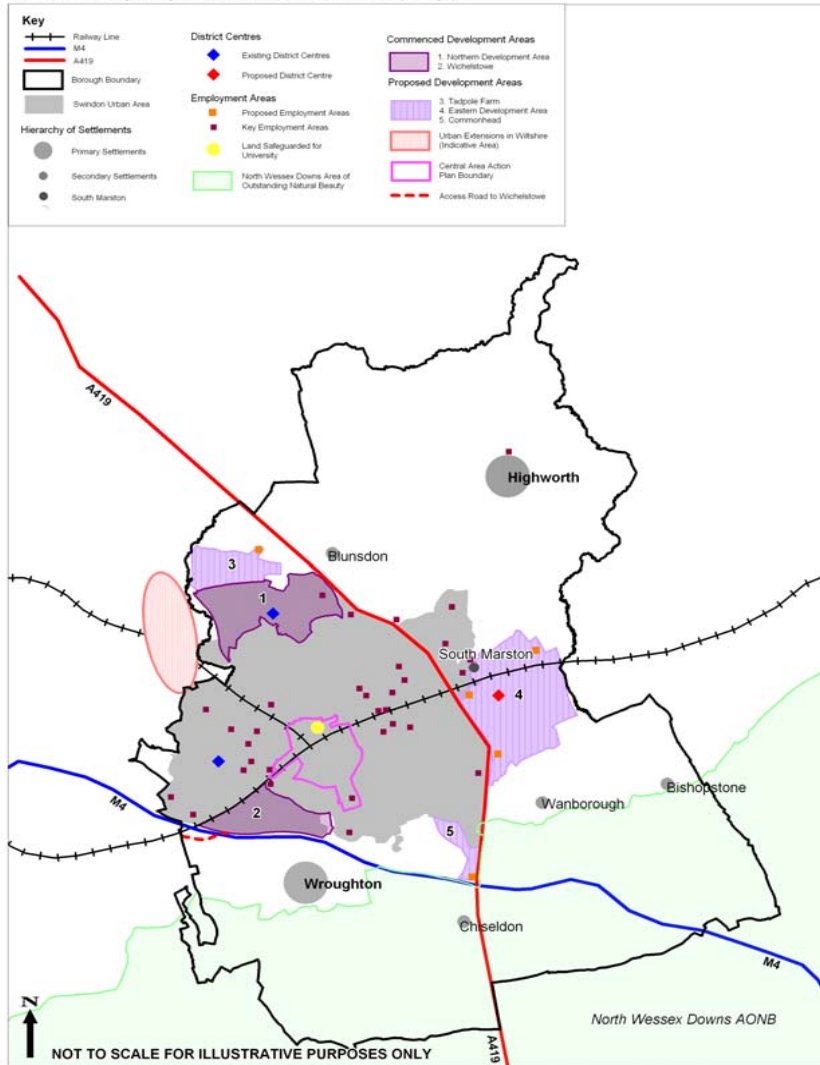 Key
Railway Line
M4
A419
Borough Boundary
Swindon Urban Area
Hierarchy of Settlements
Primary Settlements
Secondary Settlements
South Marston
District Centres
Existing District Centres
Proposed District Centre
Employment Areas
Proposed Employment Areas
Key Employment Areas
Land Safeguarded for
University
North Wessex Downs Area of
Outstanding Natural Beauty
Commenced Development Areas
1. Northern Development Area
2. Wichelstowe
Proposed Development Areas
3. Tadpole Farm
4. Eastern Development Area
5. Commonhead
Urban Extensions in Wiltshire
(Indicative Area)
Central Area Action
Plan Boundary
Access Road to Wichelstowe
A419
Highworth
Blunsdon
3
1
South Marston
4
Bishopstone
Wanborough
M4
2
5
Wroughton
Chiseldon
M4
North Wessex Downs AONB
A419
N
NOT TO SCALE FOR ILLUSTRATIVE PURPOSES ONLY